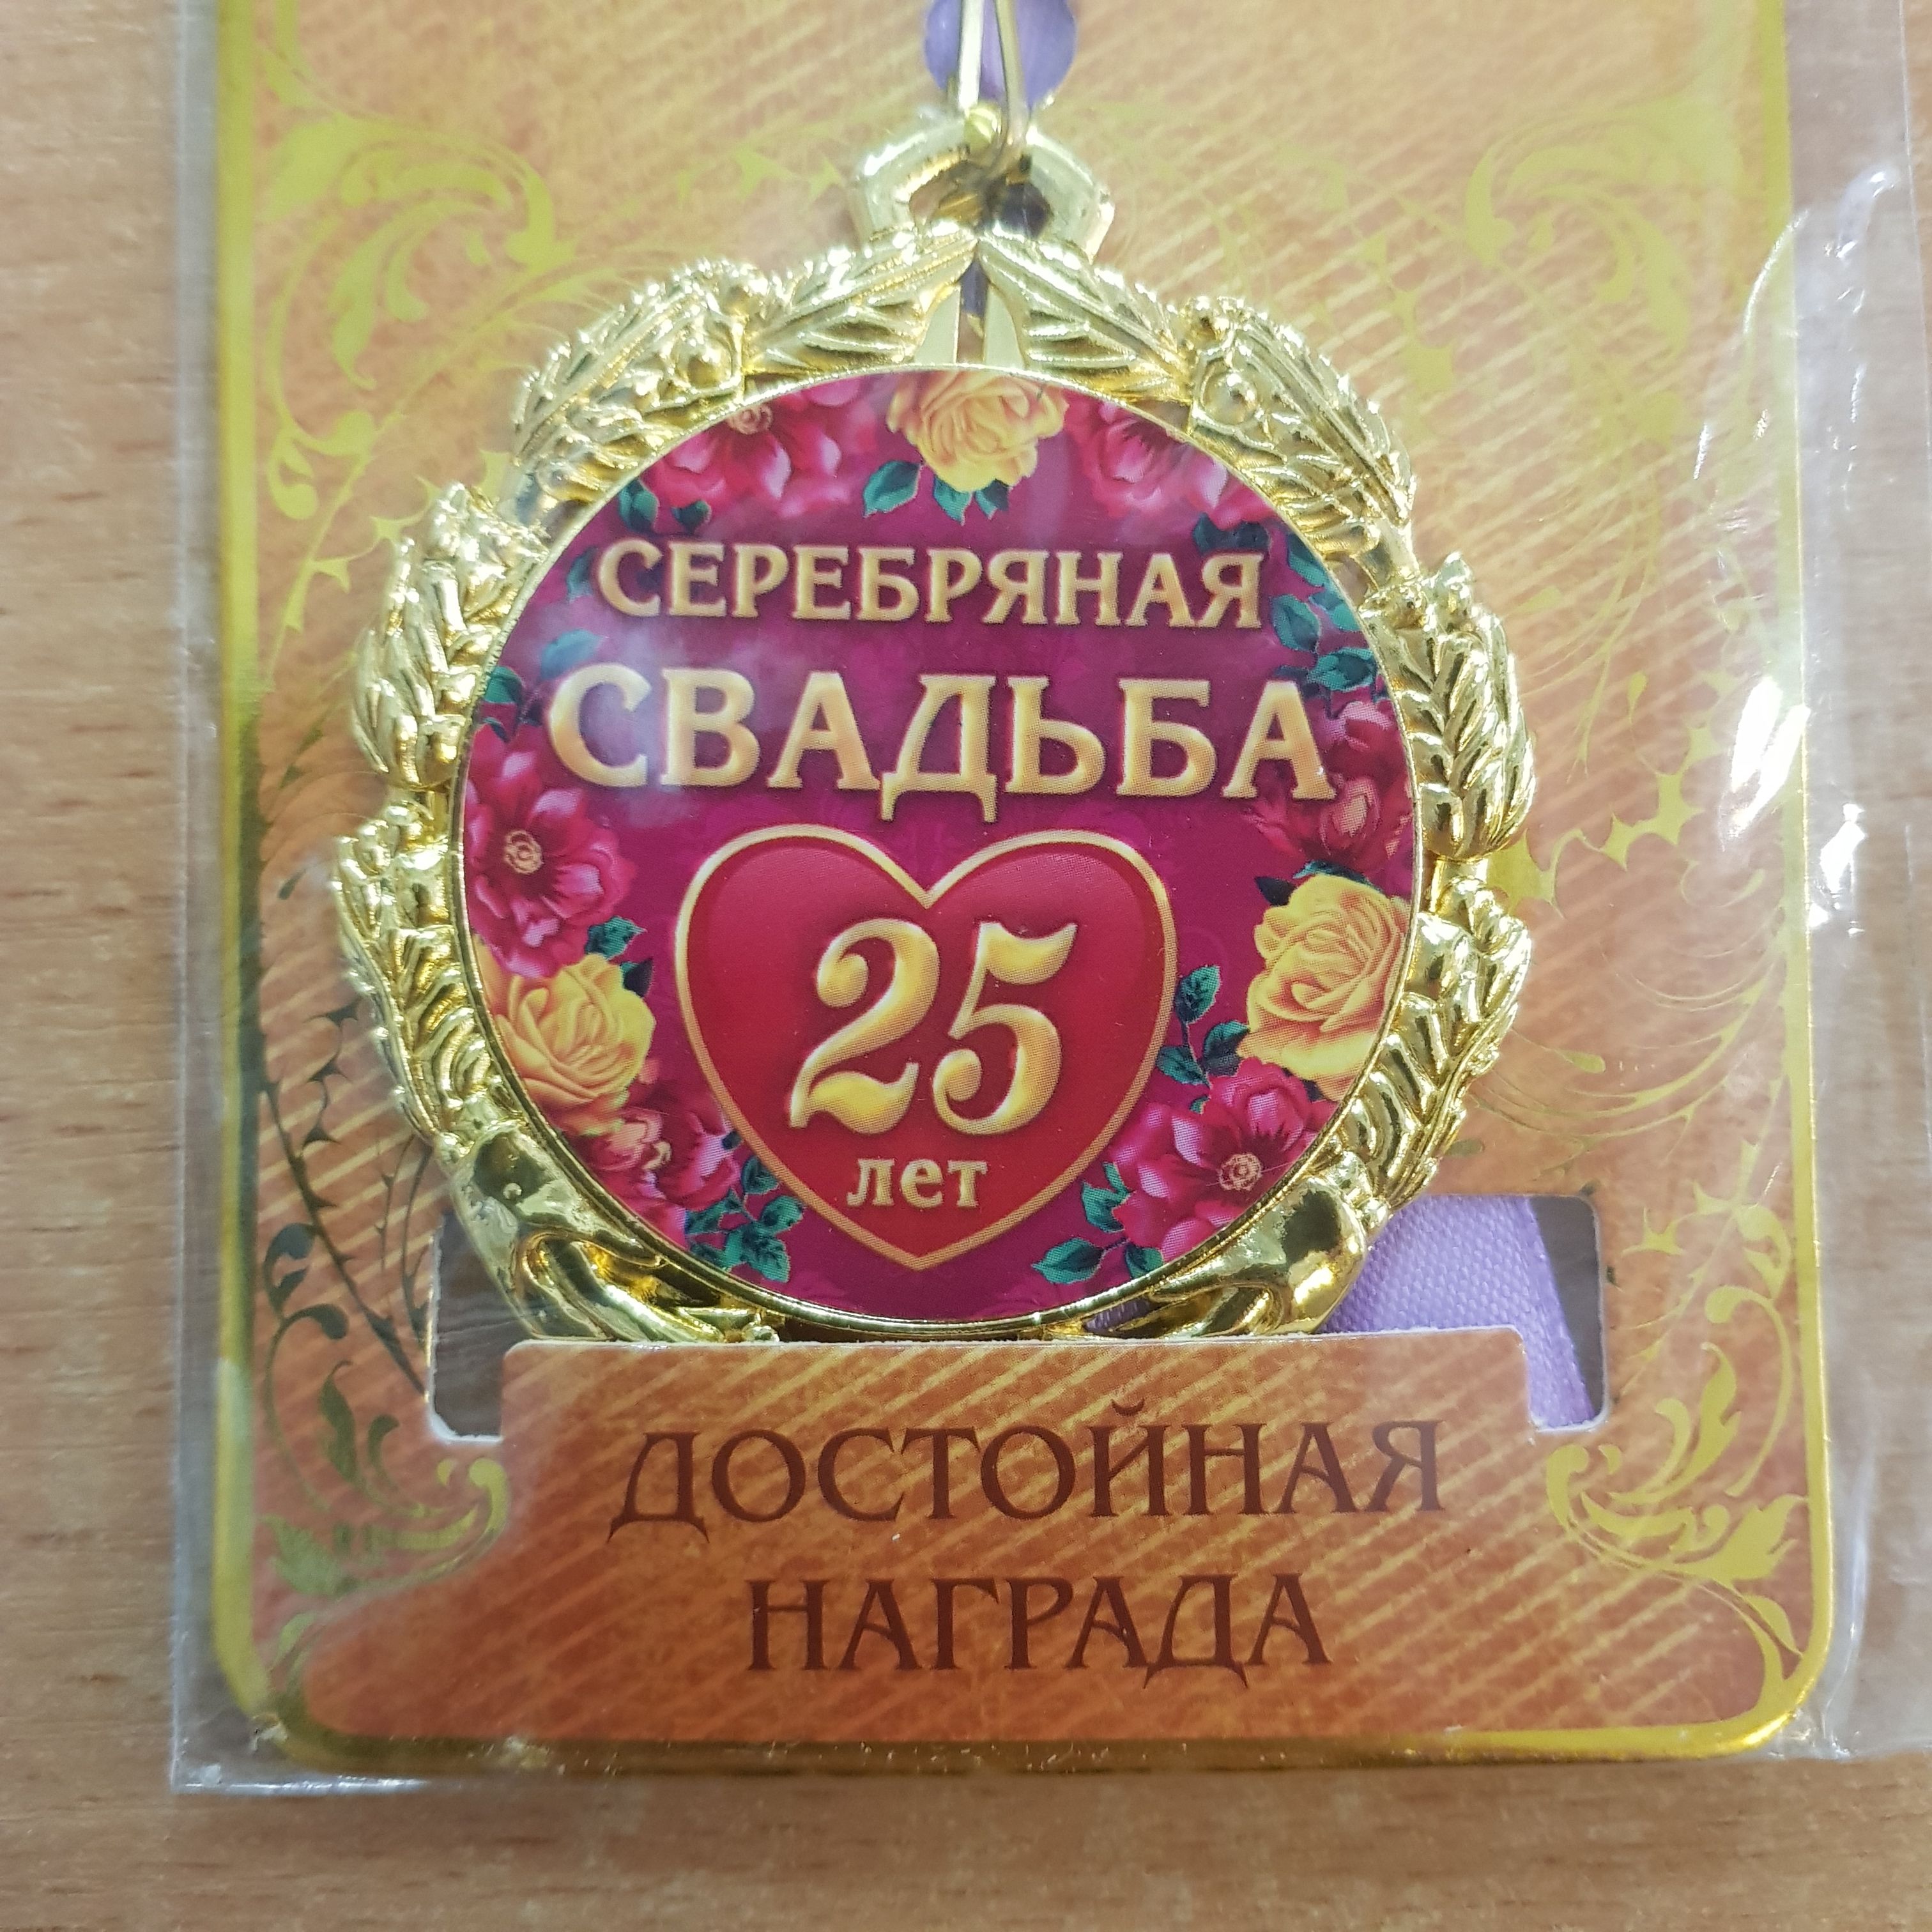 СЕРЕБРЯНАЯ
СВАДЬБА
25
лет
ДОСТОЙНАЯ
НАГРАДА